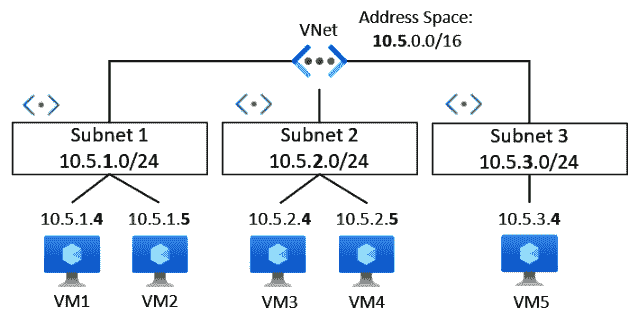 Address Space:
VNet
10.5.0.0/16
Subnet 1
10.5.1.0/24
Subnet 2
10.5.2.0/24
Subnet 3
10.5.3.0/24
10.5.1.4
10.5.1.5
10.5.2.4
10.5.2.5
10.5.3.4
VM1
VM2
VM3
VM4
VM5